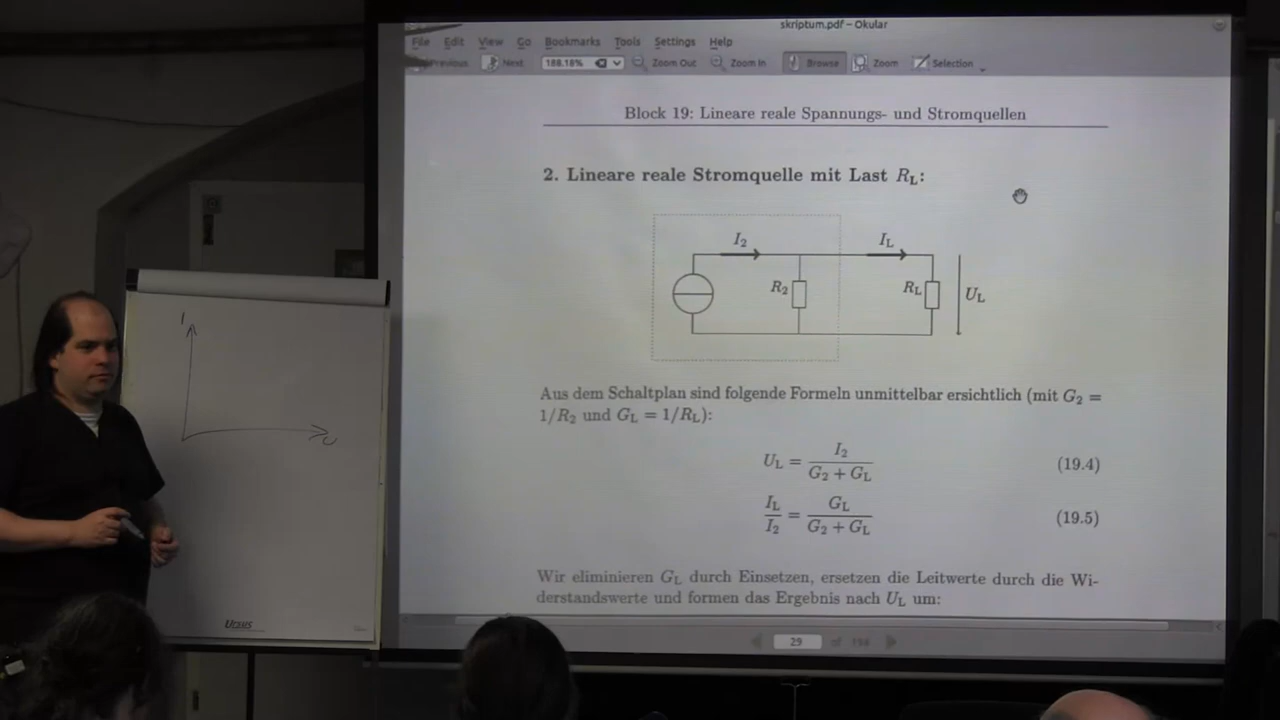 skriptum.pdf – Okular
File Edit View Go Bookmarks Tools Settings Help
Previous Next 188.18% Zoom Out Zoom In Browse Zoom Selection
Block 19: Lineare reale Spannungs- und Stromquellen
2. Lineare reale Stromquelle mit Last R_L:
I_2 I_L
R_2 R_L U_L
Aus dem Schaltplan sind folgende Formeln unmittelbar ersichtlich (mit G_2 =
1/R_2 und G_L = 1/R_L):
U_L = I_2 / (G_2 + G_L) (19.4)
I_L / I_2 = G_L / (G_2 + G_L) (19.5)
Wir eliminieren G_L durch Einsetzen, ersetzen die Leitwerte durch die Wi-
derstandswerte und formen das Ergebnis nach U_L um:
29 of 198
I
U